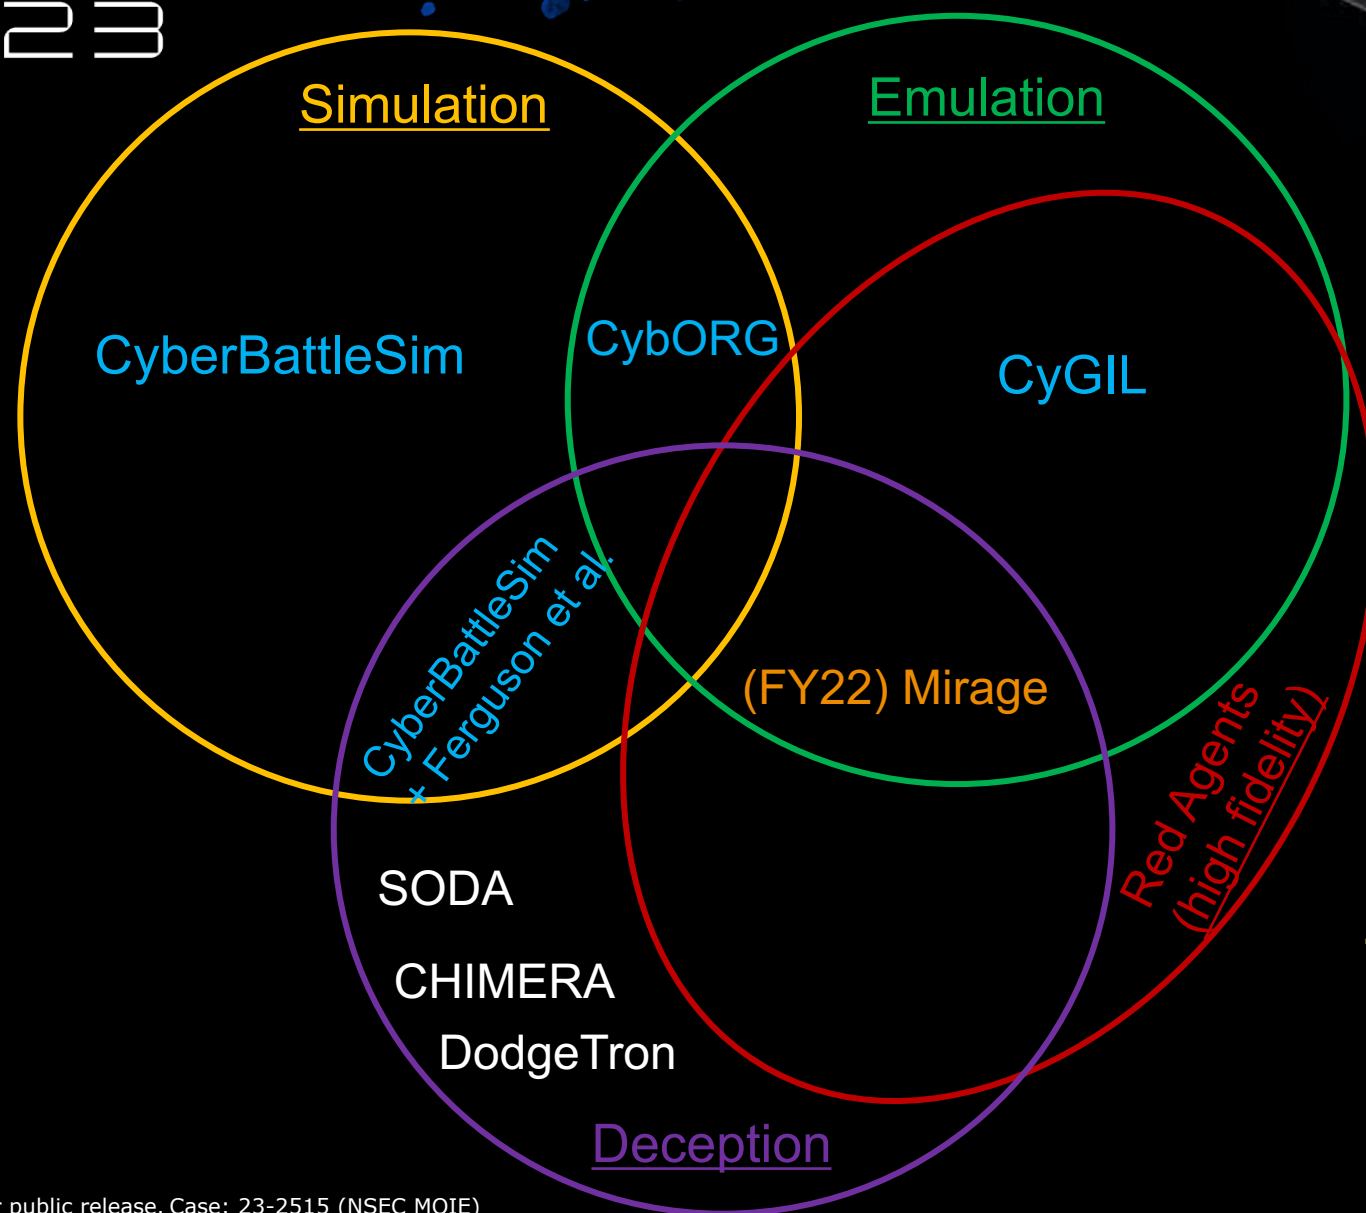 23
Simulation
Emulation
CyberBattleSim
CybORG
CyGIL
CyberBattleSim
+ Ferguson et al.
(FY22) Mirage
Red Agents
(high fidelity)
SODA
CHIMERA
DodgeTron
Deception
public release. Case: 23-2515 (NSEC MOIE)